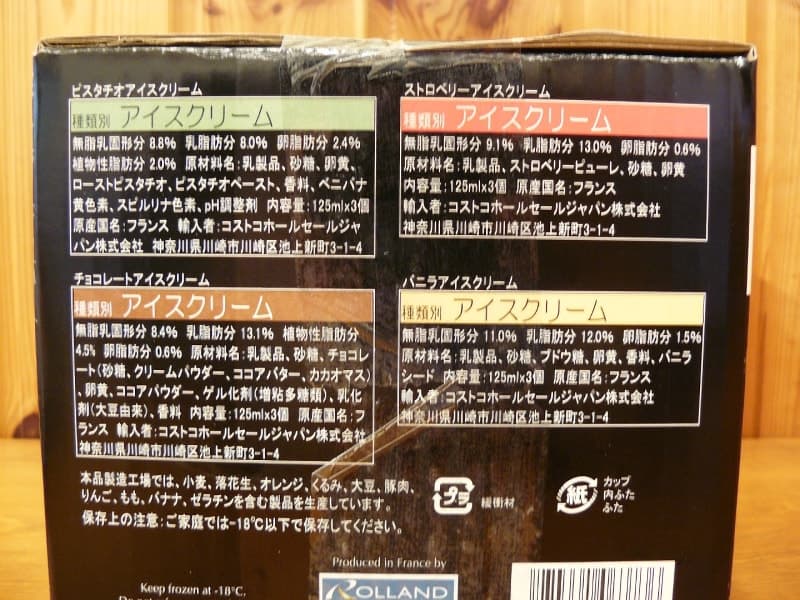 ピスタチオアイスクリーム
種類別 アイスクリーム
無脂乳固形分 8.8% 乳脂肪分 8.0% 卵脂肪分 2.4%
植物性脂肪分 2.0% 原材料名:乳製品、砂糖、卵黄、
ローストピスタチオ、ピスタチオペースト、香料、ベニバナ
黄色素、スピルリナ色素、pH調整剤 内容量:125ml×3個
原産国名:フランス 輸入者:コストコホールセールジャ
パン株式会社 神奈川県川崎市川崎区池上新町3-1-4
ストロベリーアイスクリーム
種類別 アイスクリーム
無脂乳固形分 9.1% 乳脂肪分 13.0% 卵脂肪分 0.6%
原材料名:乳製品、ストロベリーピューレ、砂糖、卵黄
内容量:125ml×3個 原産国名:フランス
輸入者:コストコホールセールジャパン株式会社
神奈川県川崎市川崎区池上新町3-1-4
チョコレートアイスクリーム
種類別 アイスクリーム
無脂乳固形分 8.4% 乳脂肪分 13.1% 植物性脂肪分
4.5% 卵脂肪分 0.6% 原材料名:乳製品、砂糖、チョコレ
ート(砂糖、クリームパウダー、ココアバター、カカオマス)
、卵黄、ココアパウダー、ゲル化剤(増粘多糖類)、乳化
剤(大豆由来)、香料 内容量:125ml×3個 原産国名:フ
ランス 輸入者:コストコホールセールジャパン株式会社
神奈川県川崎市川崎区池上新町3-1-4
バニラアイスクリーム
種類別 アイスクリーム
無脂乳固形分 11.0% 乳脂肪分 12.0% 卵脂肪分 1.5%
原材料名:乳製品、砂糖、ブドウ糖、卵黄、香料、バニラ
シード 内容量:125ml×3個 原産国名:フランス
輸入者:コストコホールセールジャパン株式会社
神奈川県川崎市川崎区池上新町3-1-4
本品製造工場では、小麦、落花生、オレンジ、くるみ、大豆、豚肉、
りんご、もも、バナナ、ゼラチンを含む製品を生産しています。
保存上の注意:ご家庭では-18℃以下で保存してください。
プラ 緩衝材
紙 カップ
内ふた
ふた
Produced in France by
ROLLAND
Keep frozen at -18°C.